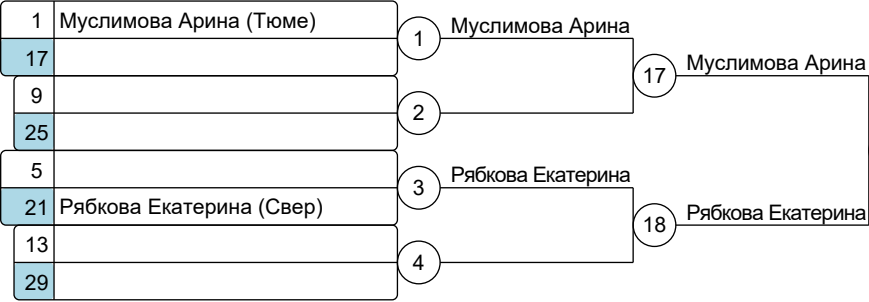 1 Муслимова Арина (Тюме)
17
1 Муслимова Арина
9
25
2
17 Муслимова Арина
5
21 Рябкова Екатерина (Свер)
3 Рябкова Екатерина
13
29
4
18 Рябкова Екатерина